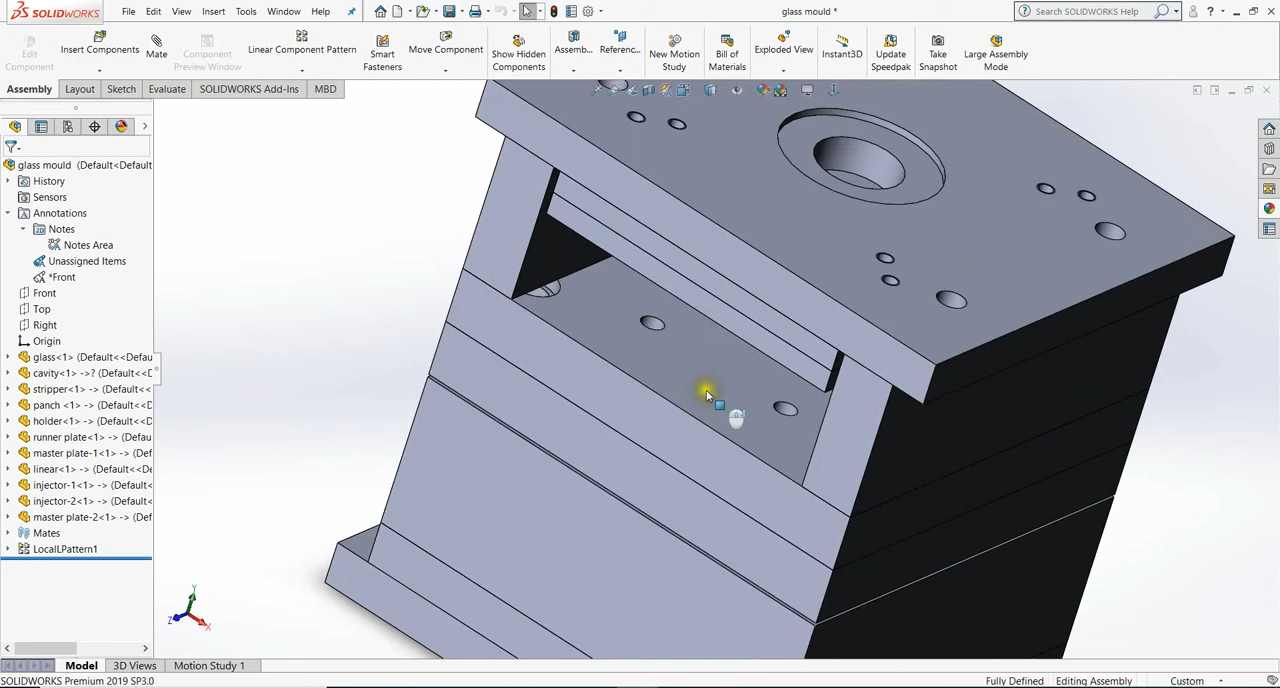 SOLIDWORKS
File
Edit
View
Insert
Tools
Window
Help
glass mould *
Search SOLIDWORKS Help
Edit Component
Insert Components
Mate
Component Preview Window
Linear Component Pattern
Smart Fasteners
Move Component
Show Hidden Components
Assemb...
Referenc...
New Motion Study
Bill of Materials
Exploded View
Instant3D
Update Speedpak
Take Snapshot
Large Assembly Mode
Assembly
Layout
Sketch
Evaluate
SOLIDWORKS Add-Ins
MBD
glass mould (Default<Default
History
Sensors
Annotations
Notes
Notes Area
Unassigned Items
*Front
Front
Top
Right
Origin
glass<1> (Default<<Defau
cavity<1> ->? (Default<<D
stripper<1> -> (Default<<
panch <1> -> (Default<<D
holder<1> -> (Default<<D
runner plate<1> -> (Defau
master plate-1<1> -> (Def
linear<1> -> (Default<<De
injector-1<1> -> (Default<
injector-2<1> -> (Default<
master plate-2<1> -> (Def
Mates
LocalLPattern1
Y
Z
X
Model
3D Views
Motion Study 1
SOLIDWORKS Premium 2019 SP3.0
Fully Defined
Editing Assembly
Custom